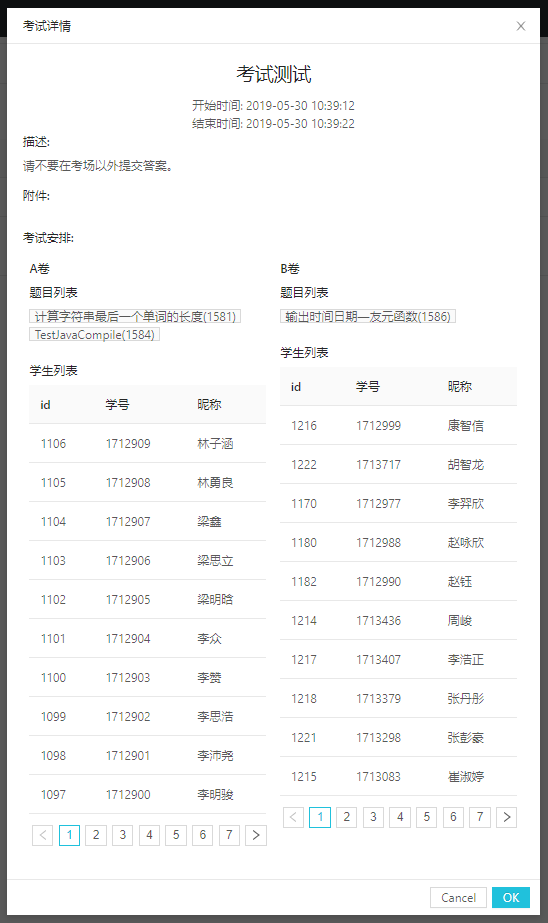 考试详情
考试测试
开始时间: 2019-05-30 10:39:12
结束时间: 2019-05-30 10:39:22
描述:
请不要在考场以外提交答案。
附件:
考试安排:
A卷
题目列表
计算字符串最后一个单词的长度(1581)
TestJavaCompile(1584)
学生列表
id 学号 昵称
1106 1712909 林子涵
1105 1712908 林勇良
1104 1712907 梁鑫
1103 1712906 梁思立
1102 1712905 梁明晗
1101 1712904 李众
1100 1712903 李赞
1099 1712902 李思浩
1098 1712901 李沛尧
1097 1712900 李明骏
1 2 3 4 5 6 7
B卷
题目列表
输出时间日期—友元函数(1586)
学生列表
id 学号 昵称
1216 1712999 康智信
1222 1713717 胡智龙
1170 1712977 李羿欣
1180 1712988 赵咏欣
1182 1712990 赵钰
1214 1713436 周峻
1217 1713407 李浩正
1218 1713379 张丹彤
1221 1713298 张彭豪
1215 1713083 崔淑婷
1 2 3 4 5 6 7
Cancel OK